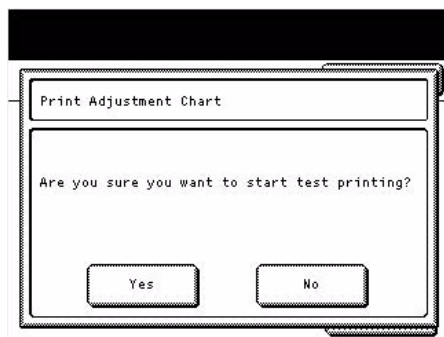 Print Adjustment Chart
Are you sure you want to start test printing?
Yes
No